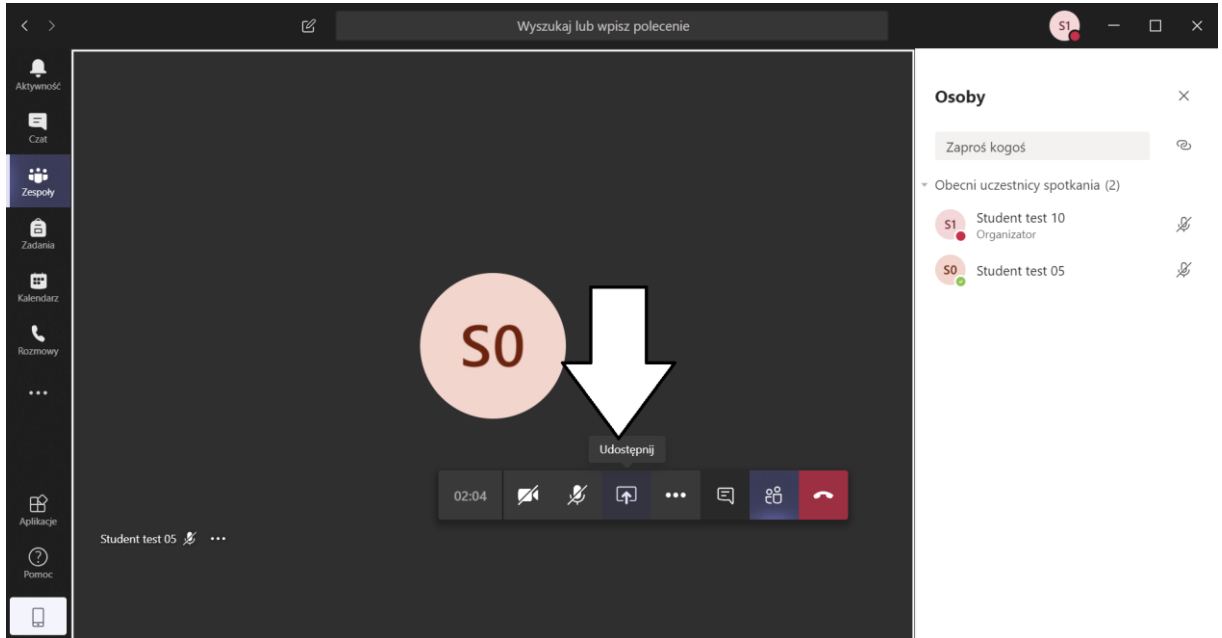 Wyszukaj lub wpisz polecenie
S1
Aktywność
Czat
Zespoły
Zadania
Kalendarz
Rozmowy
Aplikacje
Pomoc
S0
Udostępnij
02:04
Student test 05
Osoby
Zaproś kogoś
Obecni uczestnicy spotkania (2)
S1
Student test 10
Organizator
S0
Student test 05